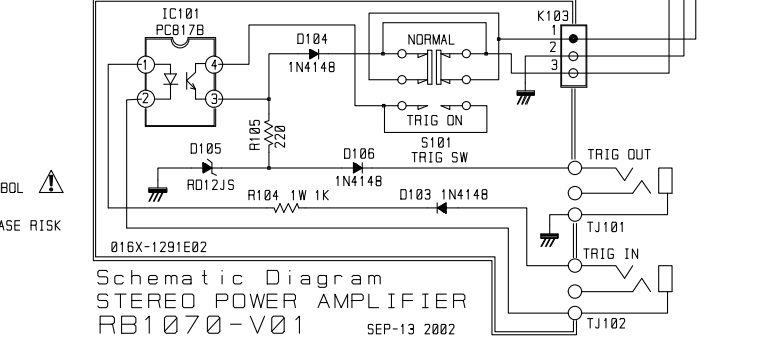 IC101
PC817B
K103
1
2
3
D104
1N4148
NORMAL
1
4
2
3
TRIG ON
S101
TRIG SW
R105
220
D105
RD12JS
D106
1N4148
TRIG OUT
R104 1W 1K
D103 1N4148
TJ101
BOL
ASE RISK
016X-1291E02
TRIG IN
TJ102
Schematic Diagram
STEREO POWER AMPLIFIER
RB1070-V01
SEP-13 2002